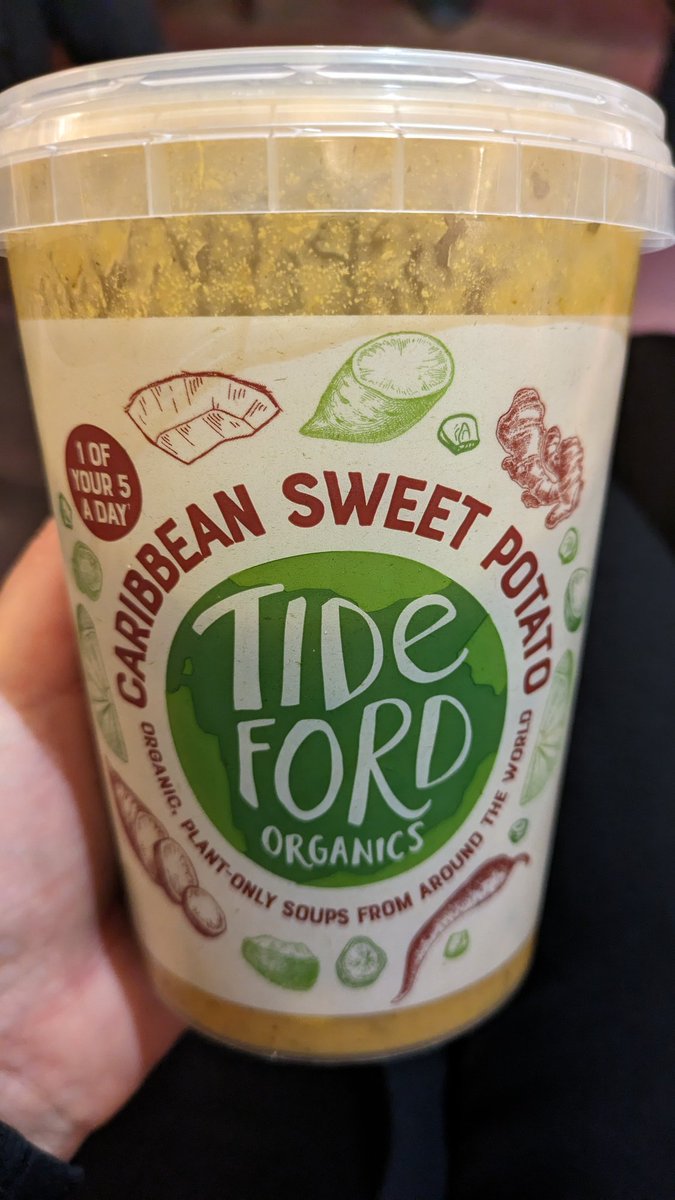 1 OF
YOUR 5
A DAY*
CARIBBEAN SWEET POTATO
TIDe
FORD
ORGANICS
ORGANIC, PLANT-ONLY SOUPS FROM AROUND THE WORLD